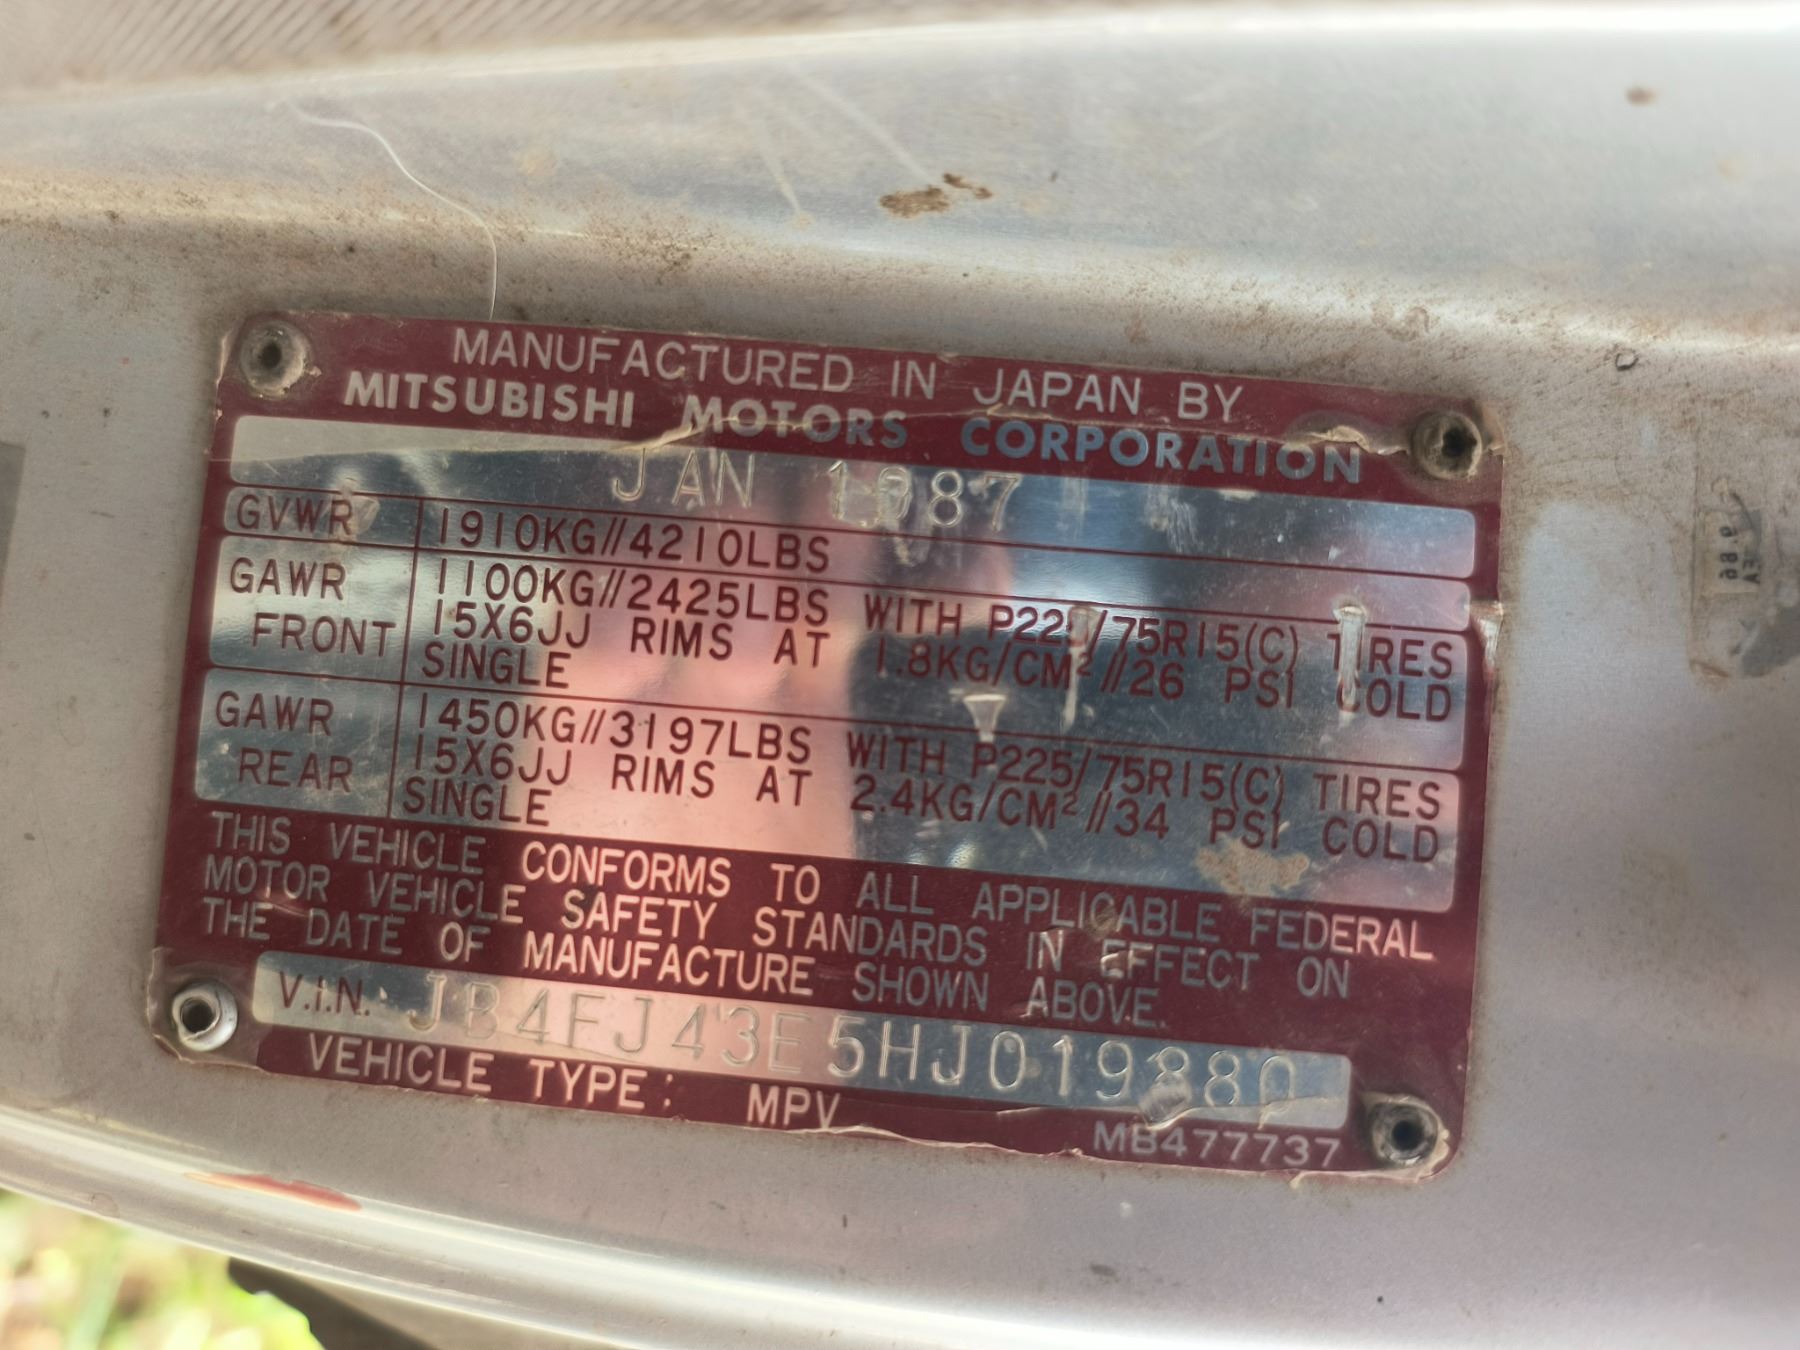 MANUFACTURED IN JAPAN BY
MITSUBISHI MOTORS CORPORATION
JAN 1987
GVWR 1910KG//4210LBS
GAWR FRONT 1100KG//2425LBS WITH P225/75R15(C) TIRES
15X6JJ RIMS AT 1.8KG/CM²//26 PSI COLD
SINGLE
GAWR REAR 1450KG//3197LBS WITH P225/75R15(C) TIRES
15X6JJ RIMS AT 2.4KG/CM²//34 PSI COLD
SINGLE
THIS VEHICLE CONFORMS TO ALL APPLICABLE FEDERAL
MOTOR VEHICLE SAFETY STANDARDS IN EFFECT ON
THE DATE OF MANUFACTURE SHOWN ABOVE.
V.I.N. JB4FJ43E5HJ019880
VEHICLE TYPE: MPV
MB477737